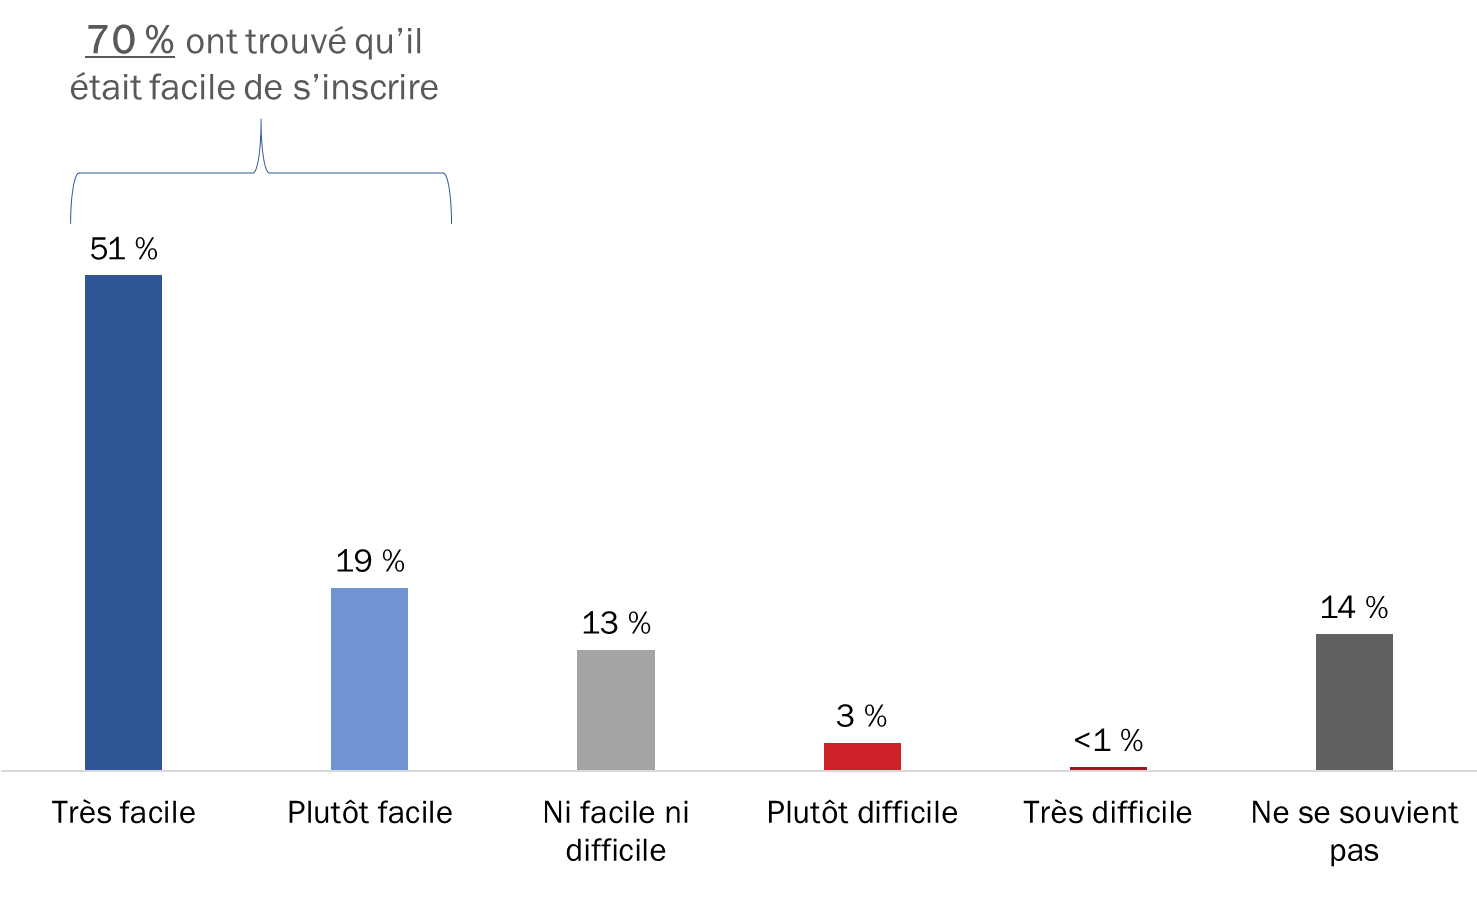 70 % ont trouvé qu’il
était facile de s’inscrire
51 %
19 %
13 %
3 %
<1 %
14 %
Très facile
Plutôt facile
Ni facile ni
difficile
Plutôt difficile
Très difficile
Ne se souvient
pas